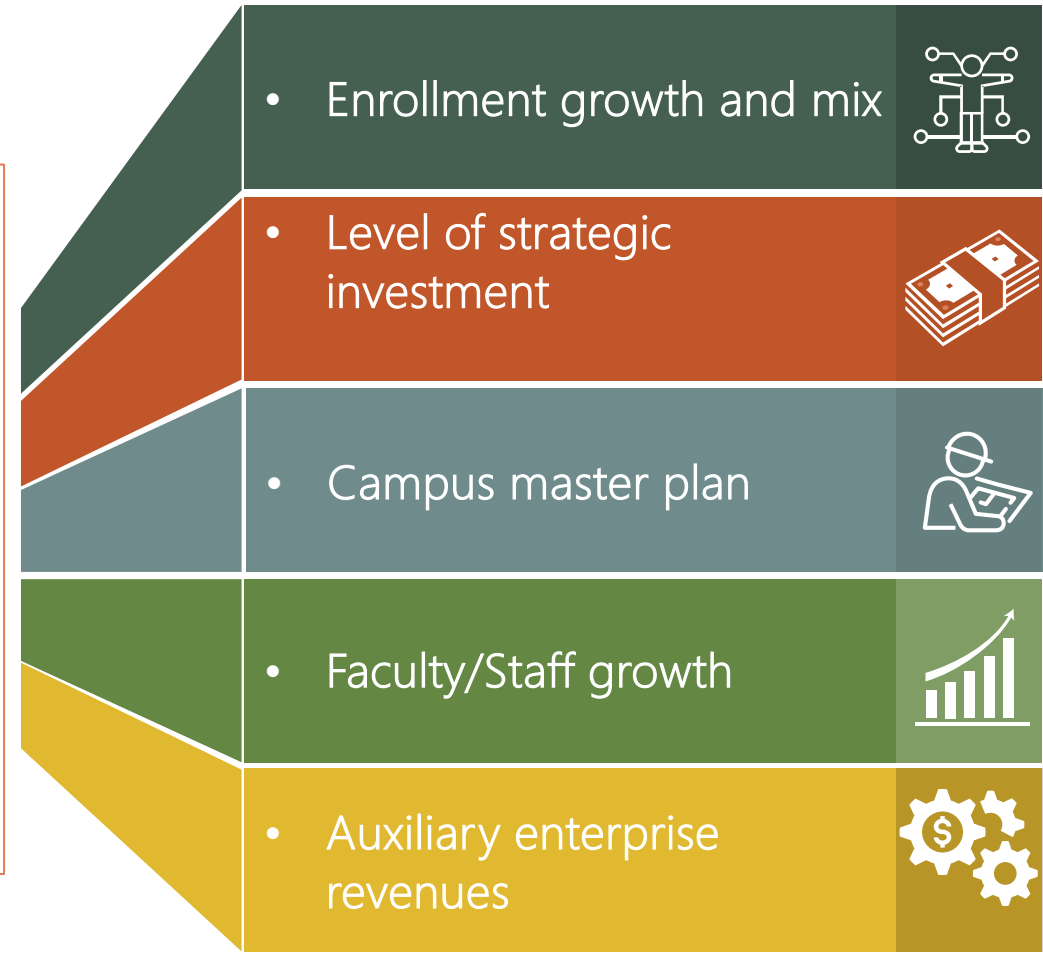 • Enrollment growth and mix
• Level of strategic
investment
• Campus master plan
• Faculty/Staff growth
• Auxiliary enterprise
revenues
$